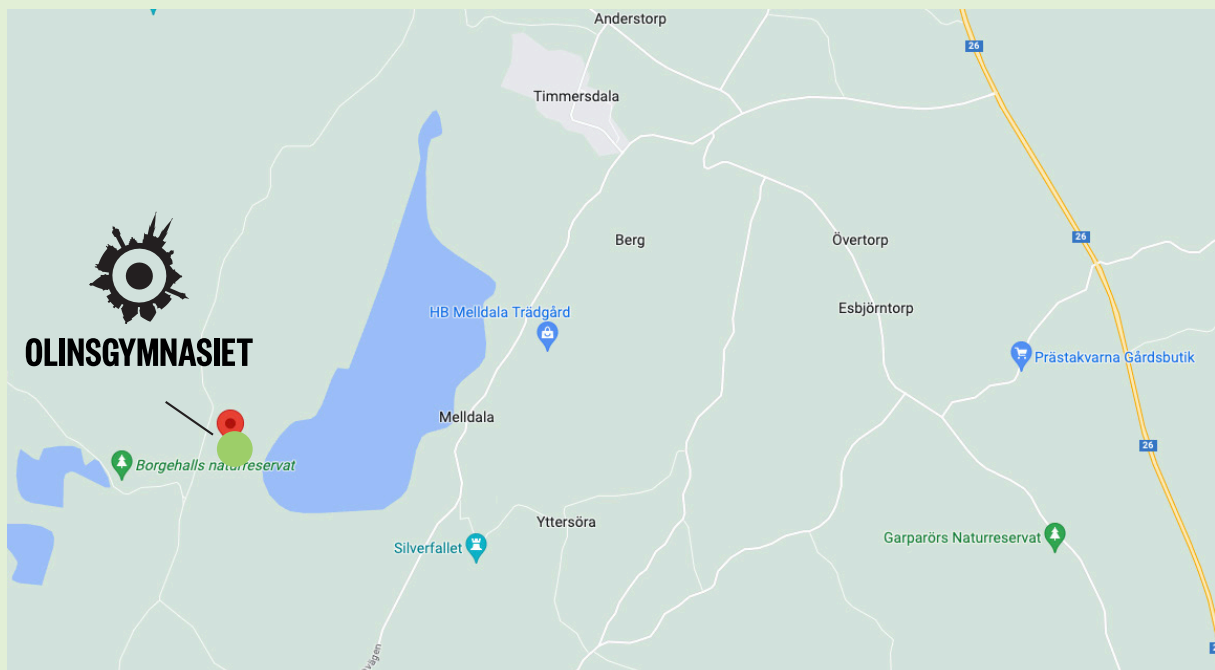 Anderstorp
26
Timmersdala
26
Berg
Övertorp
HB Melldala Trädgård
Esbjörntorp
OLINSGYMNASIET
Prästakvarna Gårdsbutik
Melldala
26
Borgehalls naturreservat
Yttersöra
Garparörs Naturreservat
Silverfallet